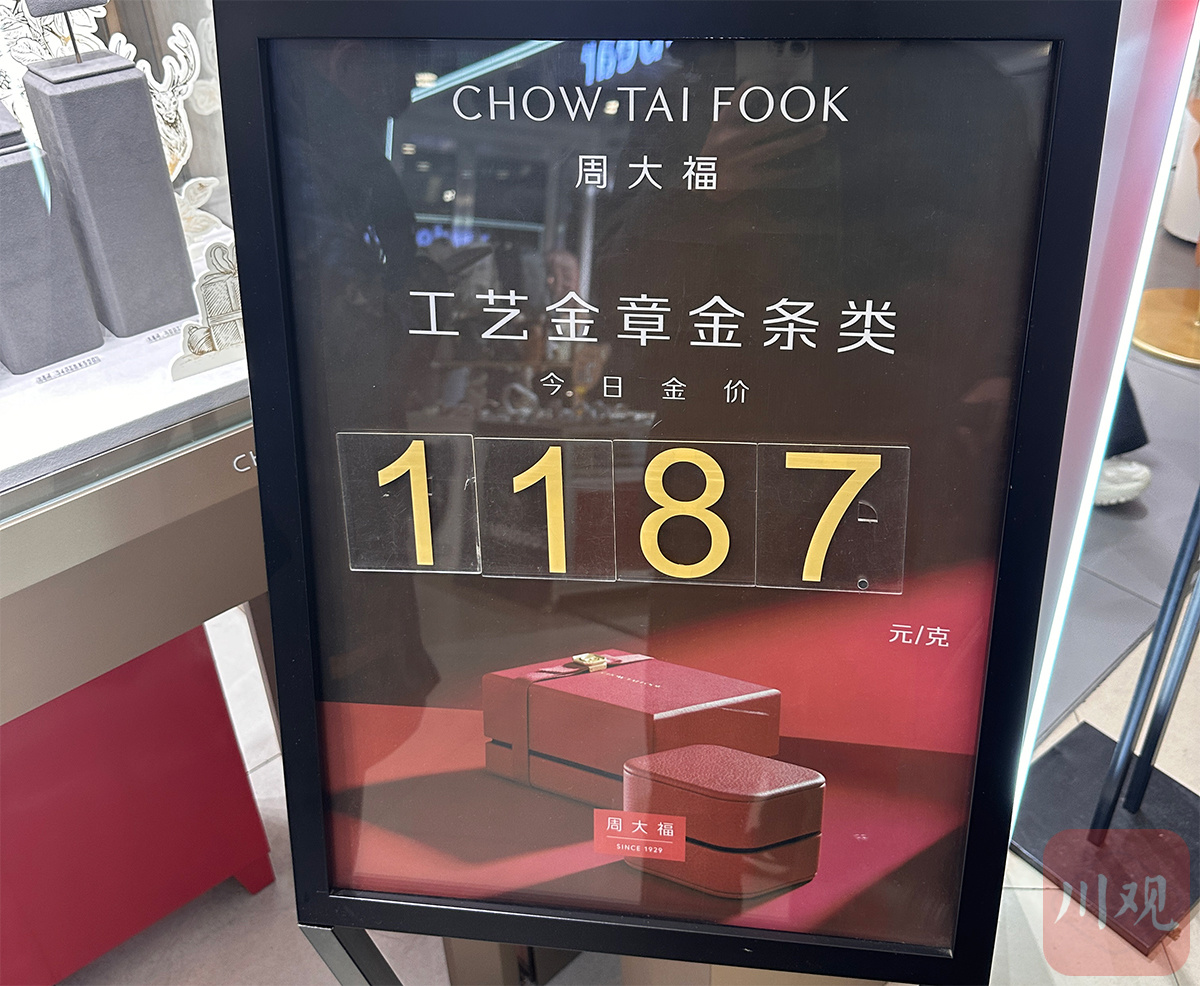 CHOW TAI FOOK
周大福
工艺金章金条类
今日金价
1187
元/克
周大福
SINCE 1929
川观